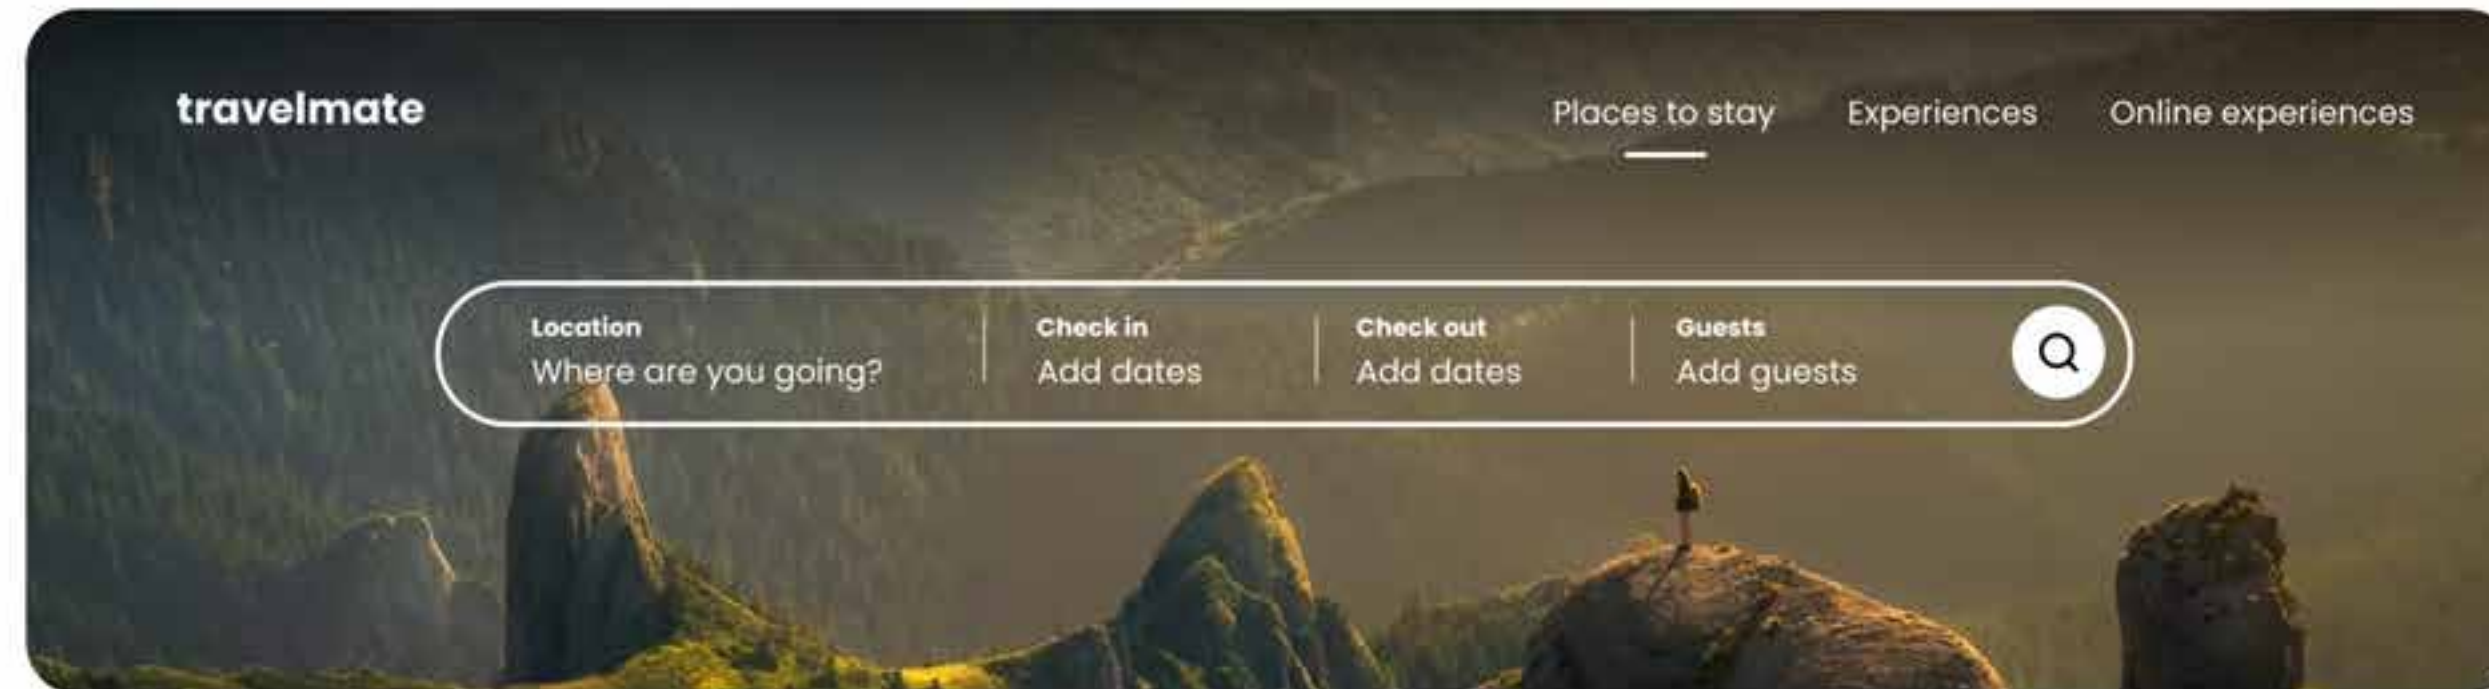 travelmate
Places to stay Experiences Online experiences
Location Check in Check out Guests
Where are you going? Add dates Add dates Add guests